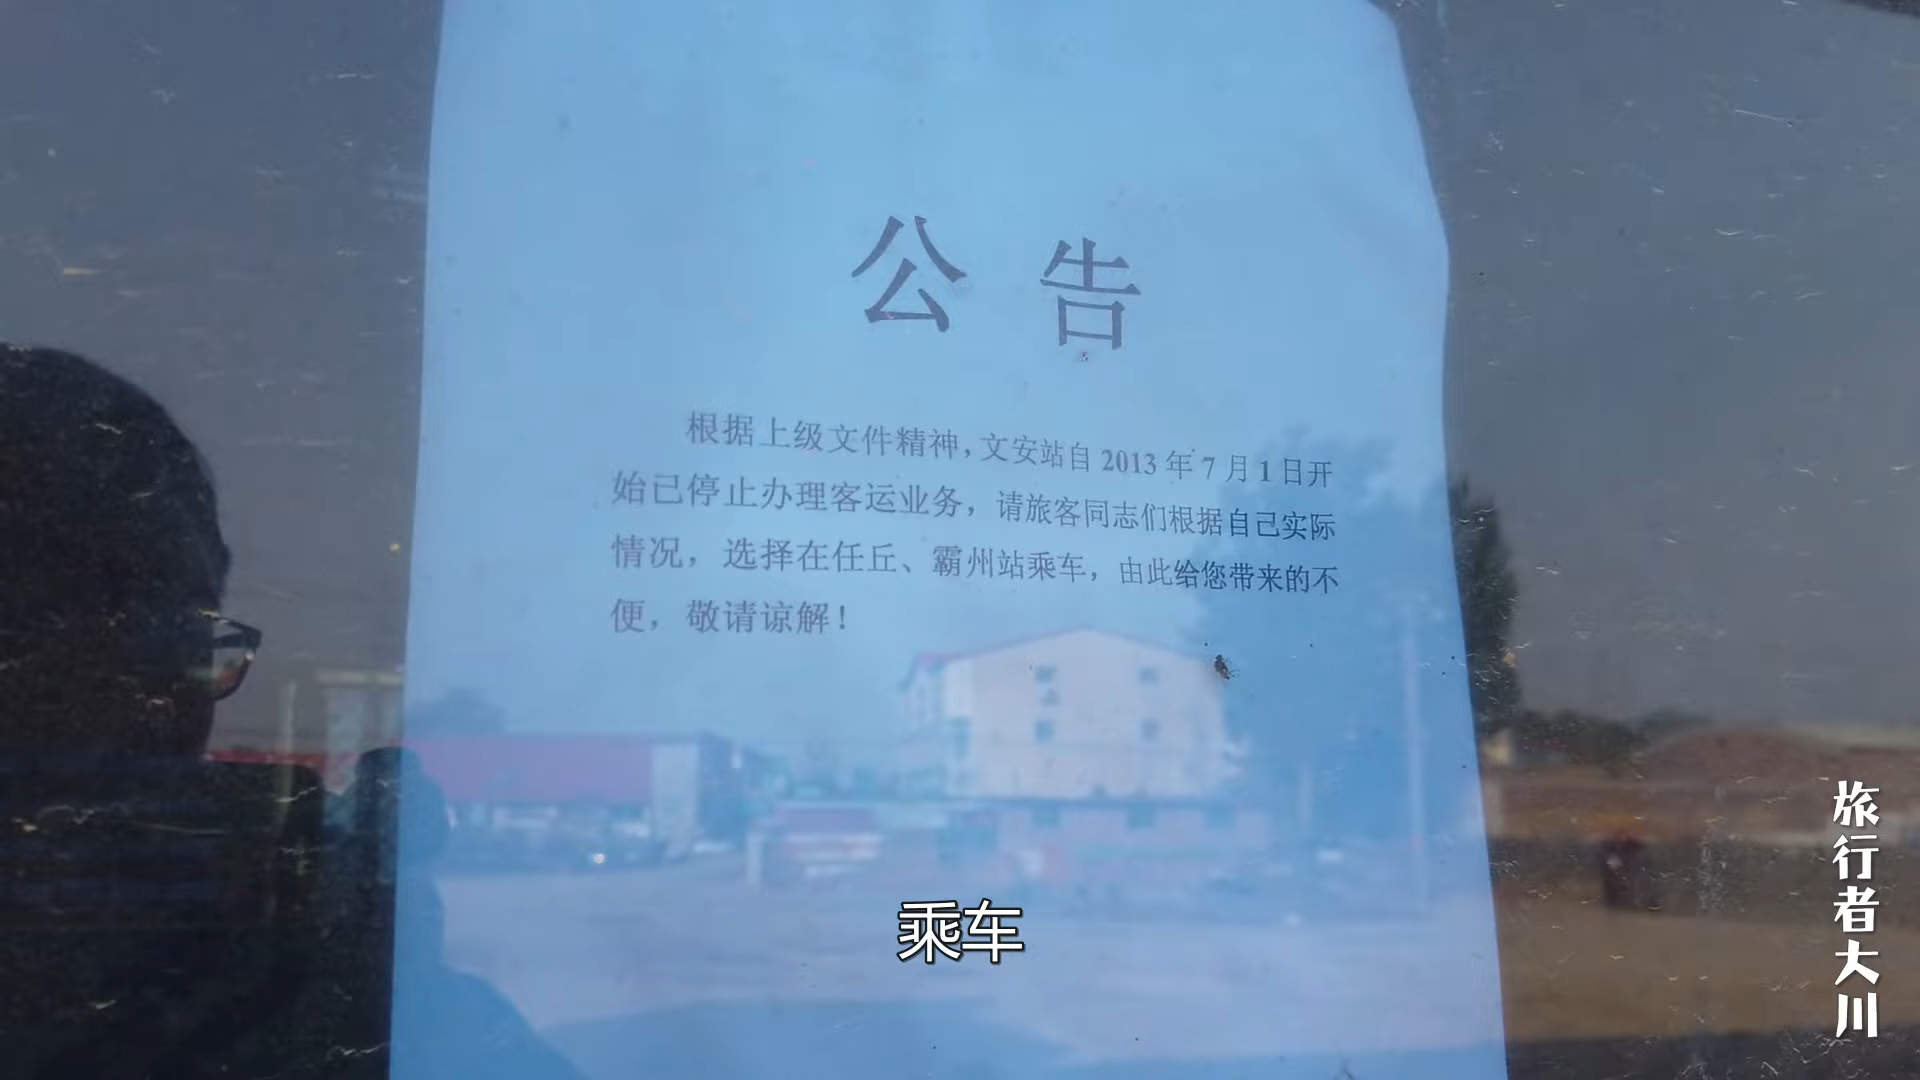 公告
根据上级文件精神，文安站自2013年7月1日开
始已停止办理客运业务，请旅客同志们根据自己实际
情况，选择在任丘、霸州站乘车，由此给您带来的不
便，敬请谅解！
乘车
旅行者大川